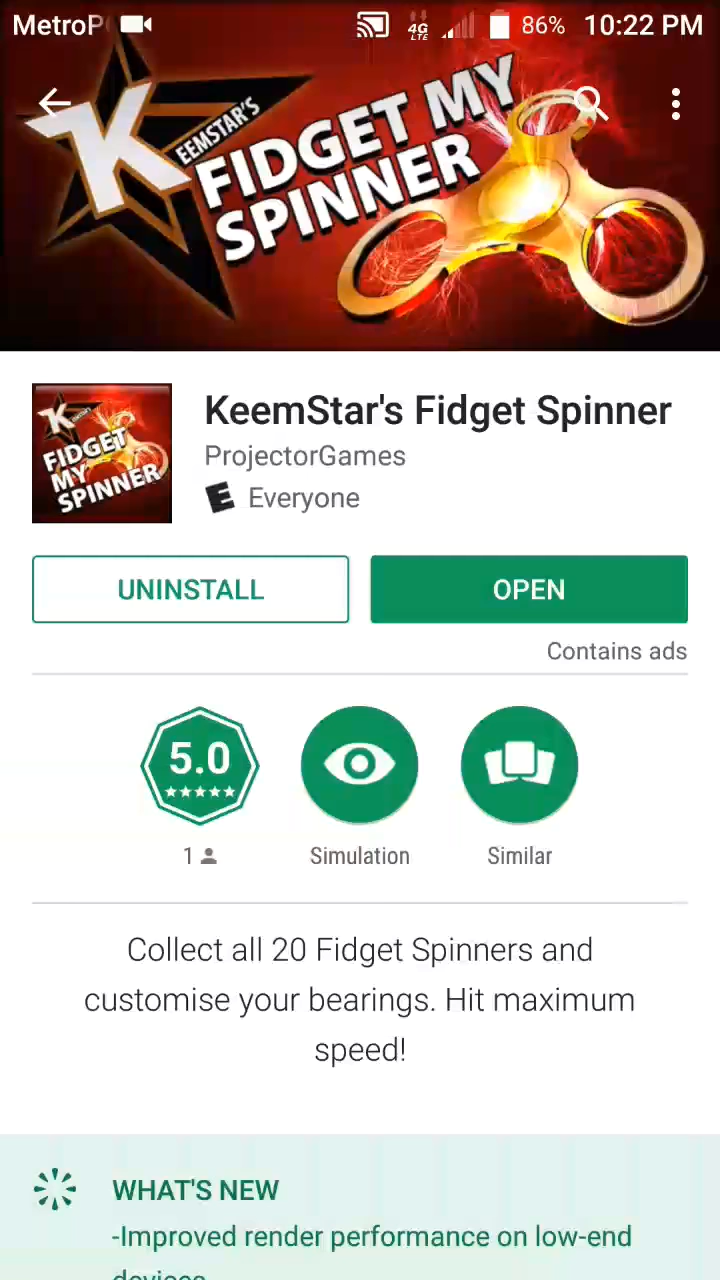 MetroP
4G
LTE
86%
10:22 PM
K
EEMSTAR'S
FIDGET MY
SPINNER
K
FIDGET
MY
SPINNER
KeemStar's Fidget Spinner
ProjectorGames
E
Everyone
UNINSTALL
OPEN
Contains ads
5.0
1
Simulation
Similar
Collect all 20 Fidget Spinners and
customise your bearings. Hit maximum
speed!
WHAT'S NEW
-Improved render performance on low-end
devices